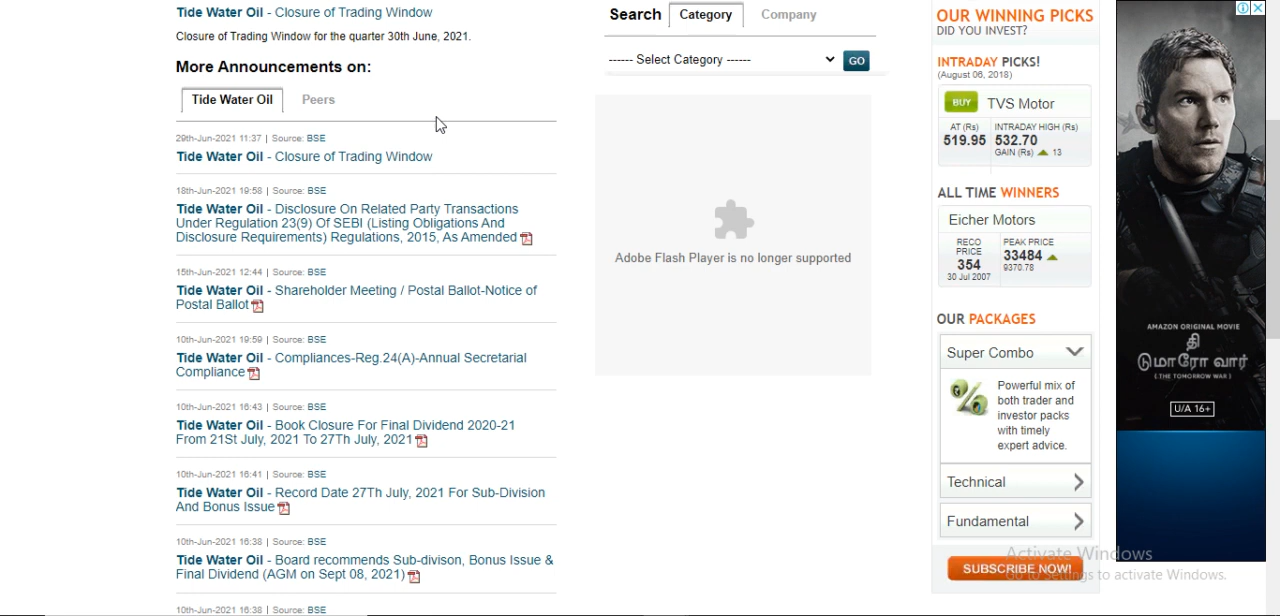 Tide Water Oil - Closure of Trading Window
Closure of Trading Window for the quarter 30th June, 2021.
More Announcements on:
Tide Water Oil
Peers
29th-Jun-2021 11:37 | Source: BSE
Tide Water Oil - Closure of Trading Window
18th-Jun-2021 19:58 | Source: BSE
Tide Water Oil - Disclosure On Related Party Transactions
Under Regulation 23(9) Of SEBI (Listing Obligations And
Disclosure Requirements) Regulations, 2015, As Amended
15th-Jun-2021 12:44 | Source: BSE
Tide Water Oil - Shareholder Meeting / Postal Ballot-Notice of
Postal Ballot
10th-Jun-2021 19:59 | Source: BSE
Tide Water Oil - Compliances-Reg.24(A)-Annual Secretarial
Compliance
10th-Jun-2021 16:43 | Source: BSE
Tide Water Oil - Book Closure For Final Dividend 2020-21
From 21St July, 2021 To 27Th July, 2021
10th-Jun-2021 16:41 | Source: BSE
Tide Water Oil - Record Date 27Th July, 2021 For Sub-Division
And Bonus Issue
10th-Jun-2021 16:38 | Source: BSE
Tide Water Oil - Board recommends Sub-divison, Bonus Issue &
Final Dividend (AGM on Sept 08, 2021)
10th-Jun-2021 16:38 | Source: BSE
Search
Category
Company
------ Select Category ------
GO
Adobe Flash Player is no longer supported
OUR WINNING PICKS
DID YOU INVEST?
INTRADAY PICKS!
(August 06, 2018)
BUY TVS Motor
AT (Rs)
519.95
INTRADAY HIGH (Rs)
532.70
GAIN (Rs) 13
ALL TIME WINNERS
Eicher Motors
RECO
PRICE
354
30 Jul 2007
PEAK PRICE
33484
9370.78
OUR PACKAGES
Super Combo
Powerful mix of
both trader and
investor packs
with timely
expert advice.
Technical
Fundamental
SUBSCRIBE NOW!
AMAZON ORIGINAL MOVIE
தி
டுமாரோ வார்
[ THE TOMORROW WAR ]
U/A 16+
Activate Windows
Go to Settings to activate Windows.